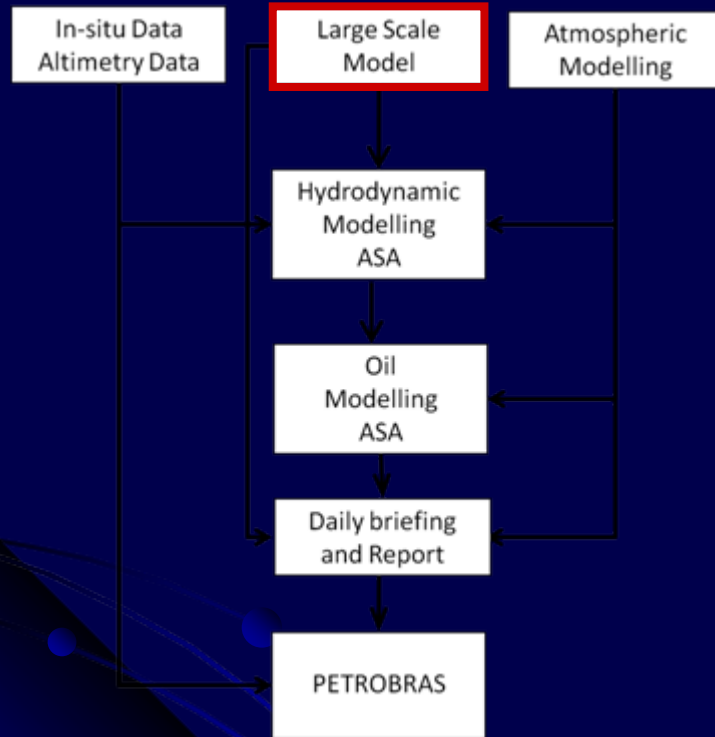 In-situ Data
Altimetry Data
Large Scale
Model
Atmospheric
Modelling
Hydrodynamic
Modelling
ASA
Oil
Modelling
ASA
Daily briefing
and Report
PETROBRAS